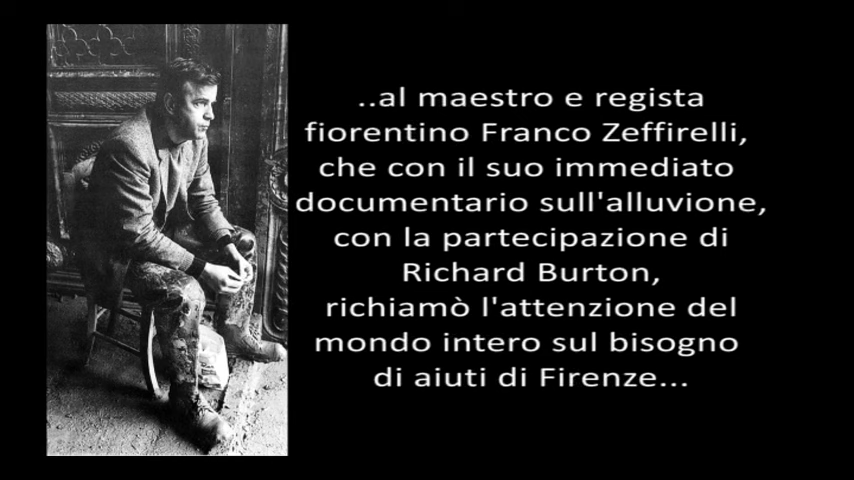 ..al maestro e regista
fiorentino Franco Zeffirelli,
che con il suo immediato
documentario sull'alluvione,
con la partecipazione di
Richard Burton,
richiamò l'attenzione del
mondo intero sul bisogno
di aiuti di Firenze...